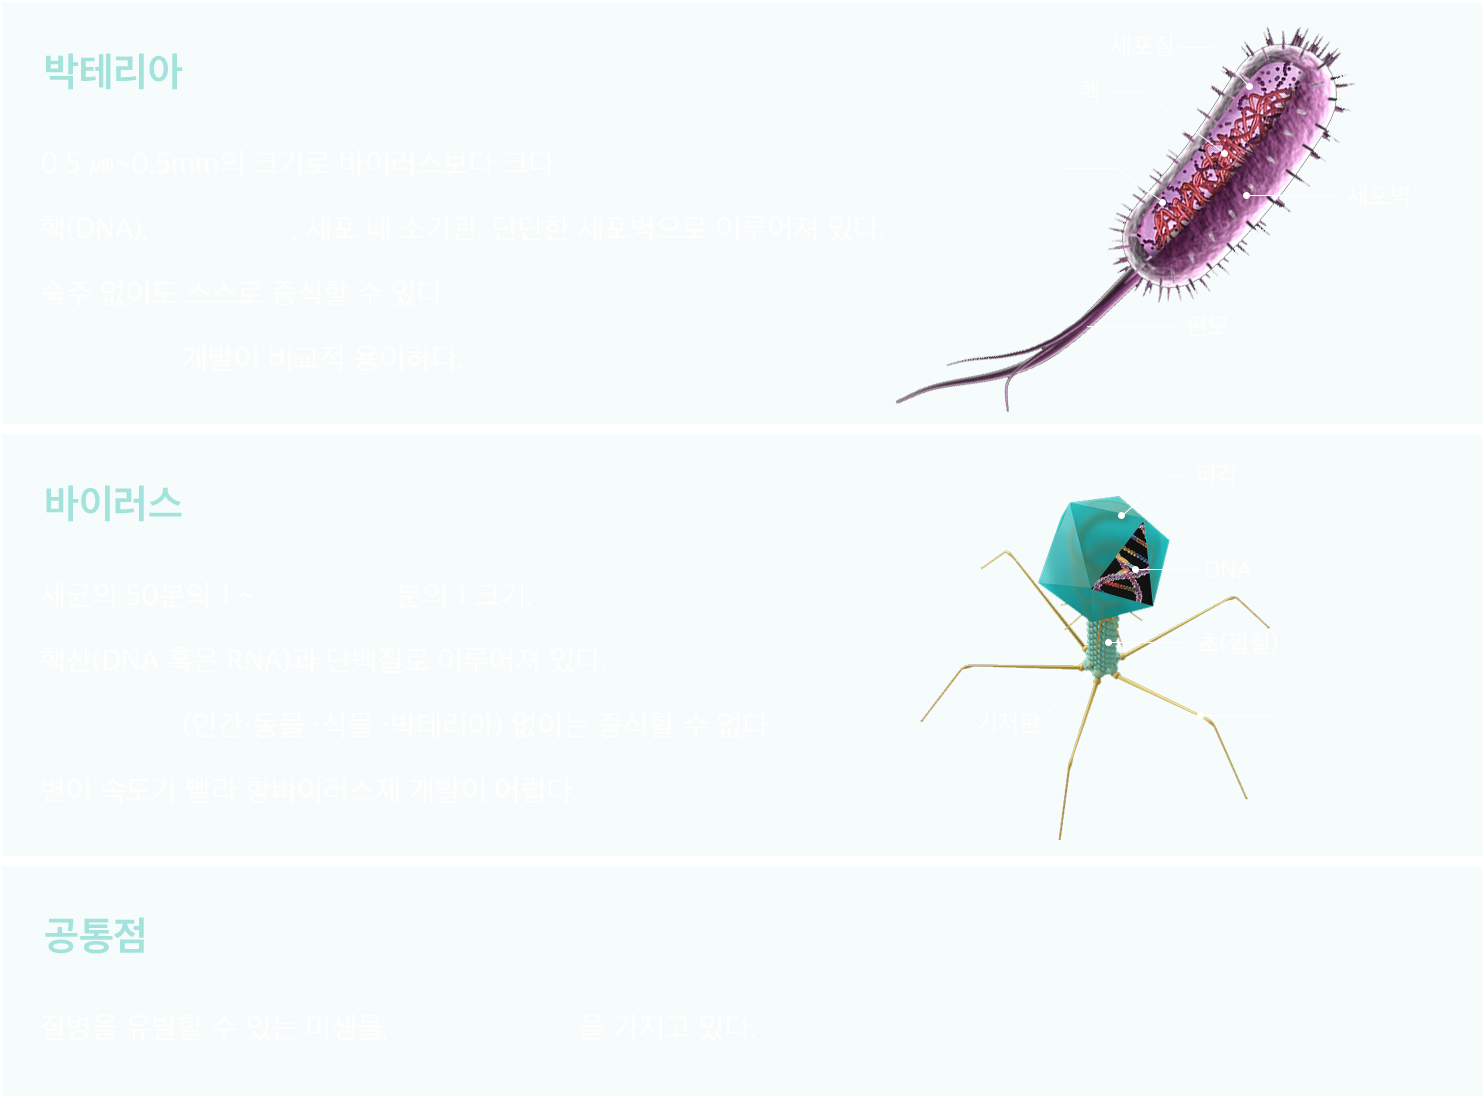 박테리아
세포질
핵
0.5 ㎛~0.5mm의 크기로 바이러스보다 크다.
세포벽
핵(DNA), , 세포 내 소기관, 단단한 세포벽으로 이루어져 있다.
숙주 없이도 스스로 증식할 수 있다.
편모
개발이 비교적 용이하다.
바이러스
머리
DNA
세균의 50분의 1 ~ 분의 1 크기.
초(껍질)
핵산(DNA 혹은 RNA)과 단백질로 이루어져 있다.
(인간·동물 ·식물 ·박테리아) 없이는 증식할 수 없다.
기저판
변이 속도가 빨라 항바이러스제 개발이 어렵다.
공통점
질병을 유발할 수 있는 미생물, 을 가지고 있다.